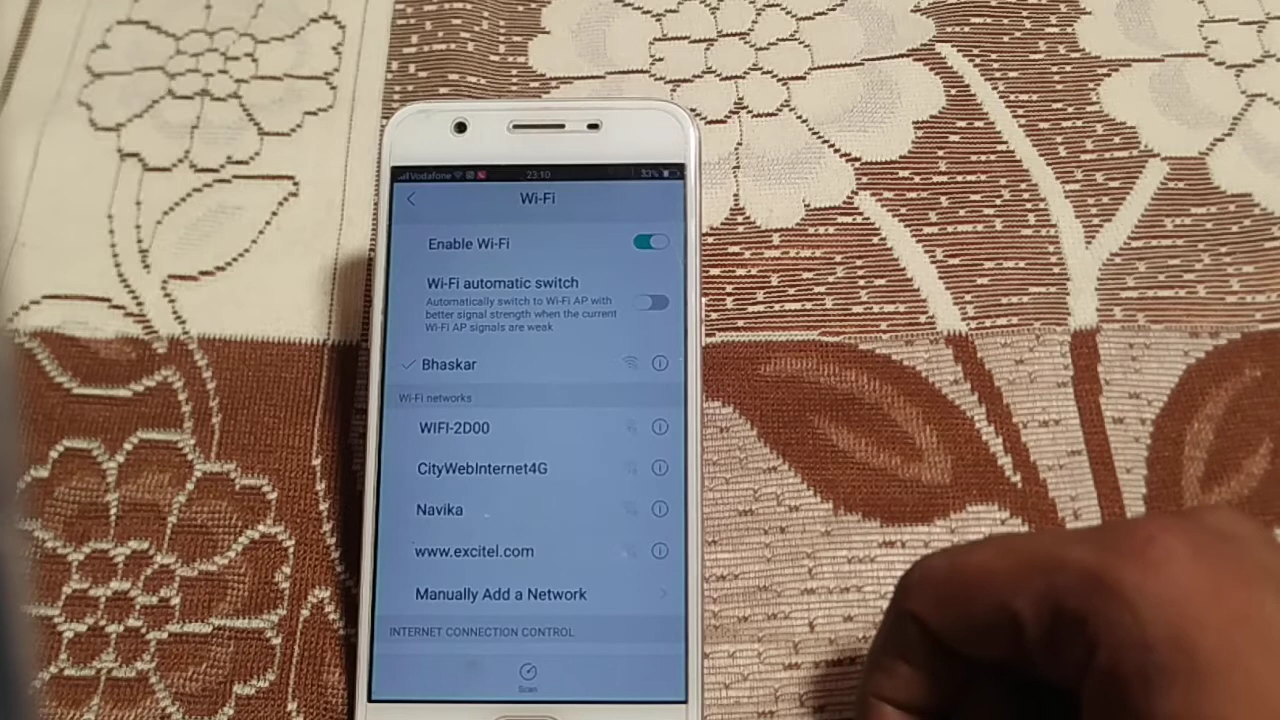 Vodafone 23:10 33%
Wi-Fi
Enable Wi-Fi
Wi-Fi automatic switch
Automatically switch to Wi-Fi AP with
better signal strength when the current
Wi-Fi AP signals are weak
Bhaskar
Wi-Fi networks
WIFI-2D00
CityWebInternet4G
Navika
www.excitel.com
Manually Add a Network
INTERNET CONNECTION CONTROL
Scan